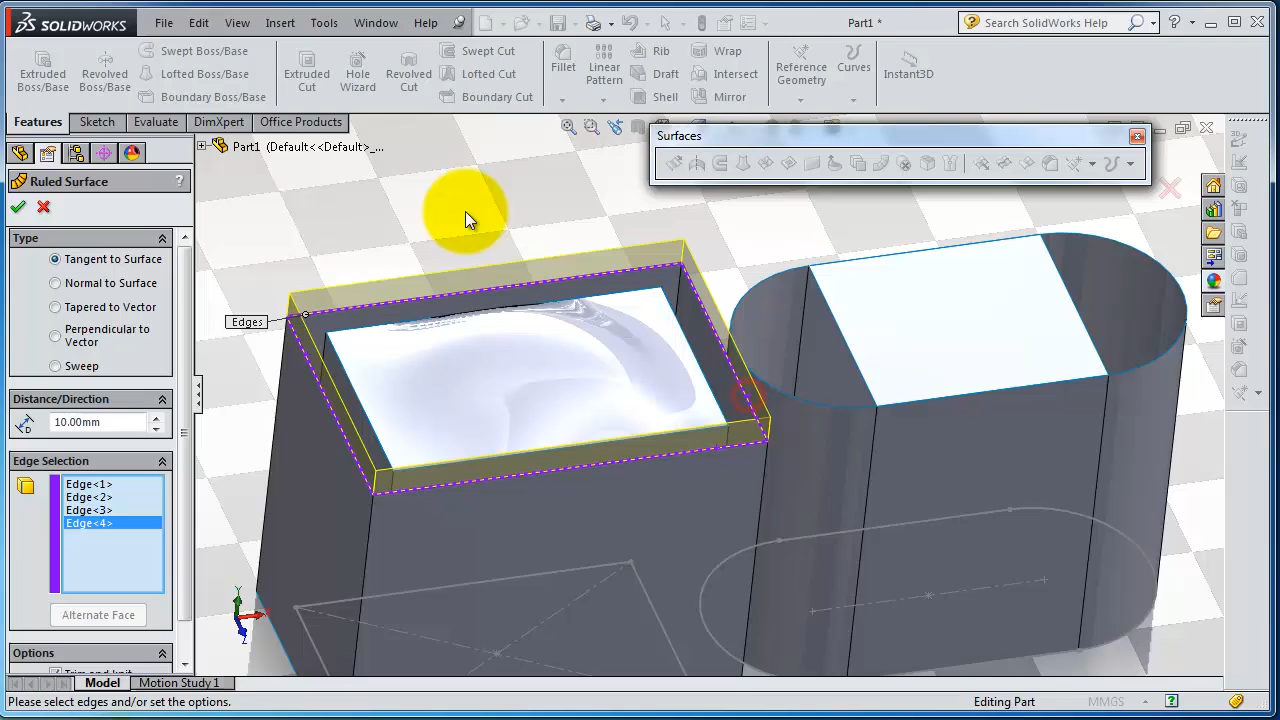 SOLIDWORKS File Edit View Insert Tools Window Help Part1 * Search SolidWorks Help
Extruded Boss/Base
Revolved Boss/Base
Swept Boss/Base
Lofted Boss/Base
Boundary Boss/Base
Extruded Cut
Hole Wizard
Revolved Cut
Swept Cut
Lofted Cut
Boundary Cut
Fillet
Linear Pattern
Rib
Draft
Shell
Wrap
Intersect
Mirror
Reference Geometry
Curves
Instant3D
Features Sketch Evaluate DimXpert Office Products
Surfaces
Part1 (Default<<Default>_...
Ruled Surface ?
Type
Tangent to Surface
Normal to Surface
Tapered to Vector
Perpendicular to
Vector
Sweep
Distance/Direction
10.00mm
Edge Selection
Edge<1>
Edge<2>
Edge<3>
Edge<4>
Alternate Face
Options
Trim and knit
Edges
Y
Z
Model Motion Study 1
Please select edges and/or set the options. Editing Part MMGS